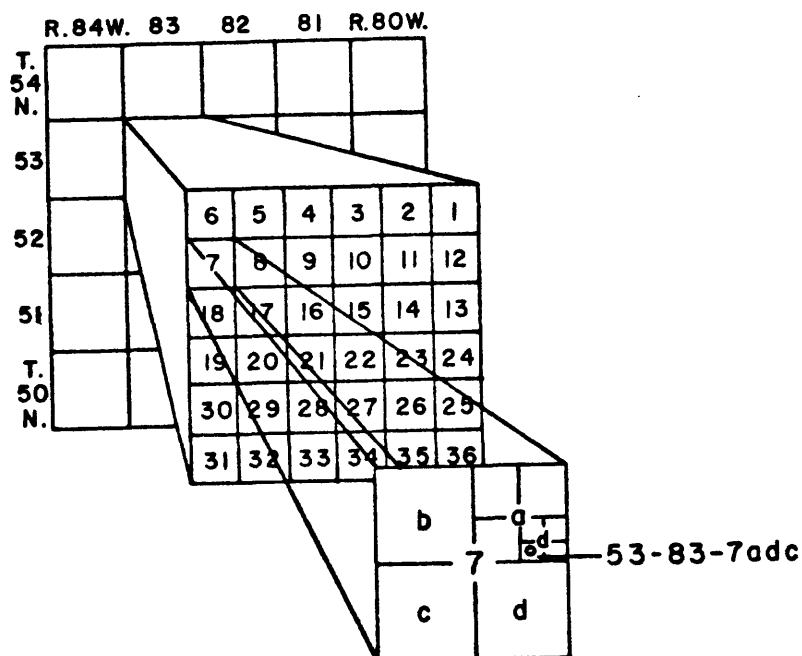 R.84W. 83 82 81 R.80W.
T.
54
N.
53
52
51
T.
50
N.
6 5 4 3 2 1
7 8 9 10 11 12
18 17 16 15 14 13
19 20 21 22 23 24
30 29 28 27 26 25
31 32 33 34 35 36
b a
d
7
c d
53-83-7adc